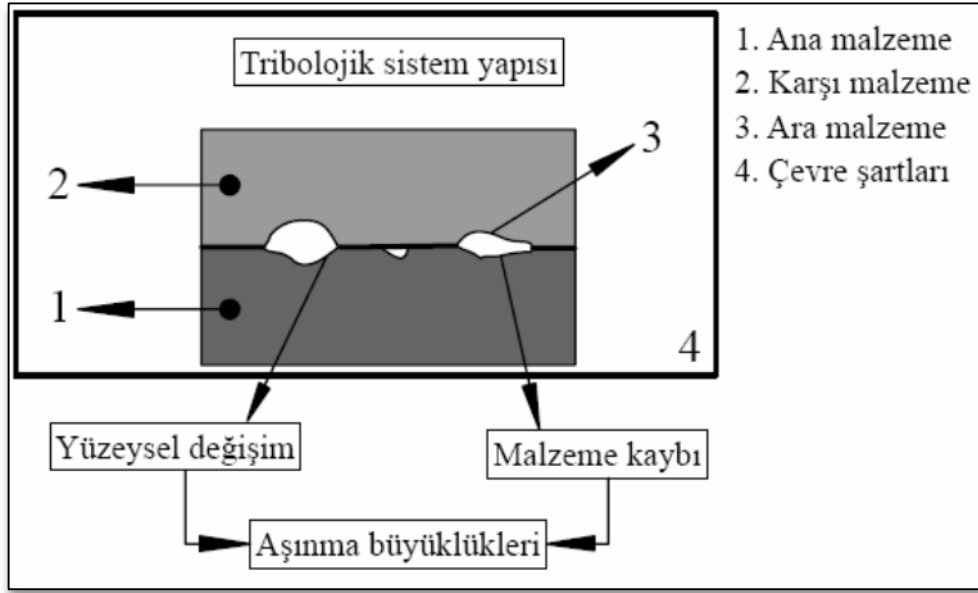 Tribolojik sistem yapısı
1. Ana malzeme
2. Karşı malzeme
3. Ara malzeme
4. Çevre şartları
3
2
1
4
Yüzeysel değişim
Malzeme kaybı
Aşınma büyüklükleri